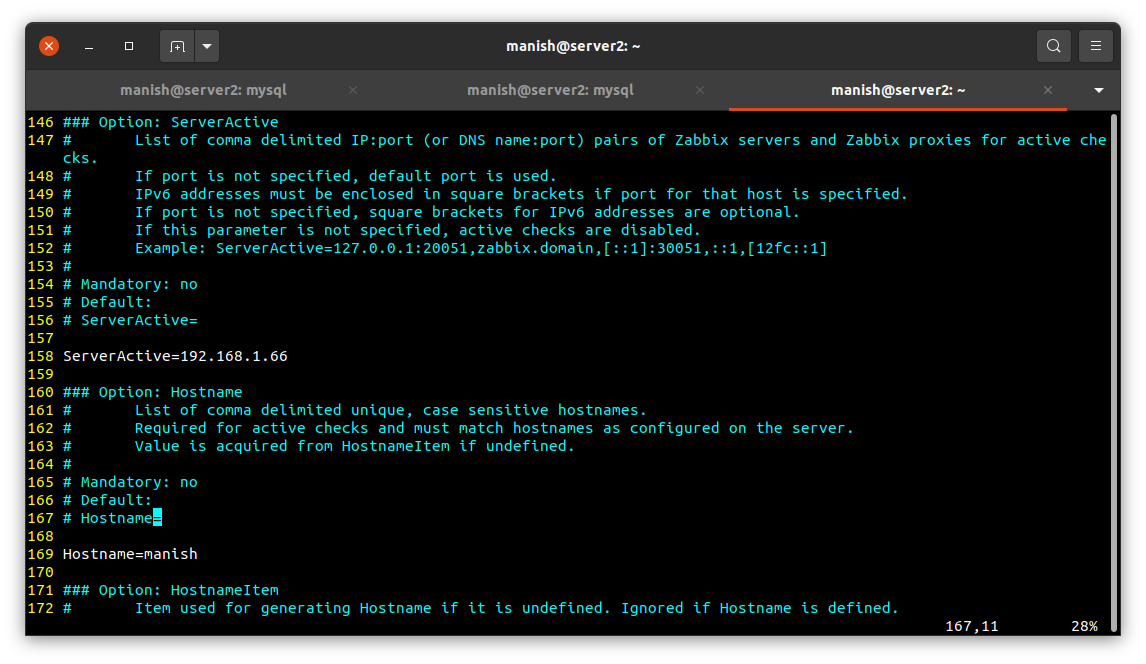 manish@server2: ~
manish@server2: mysql
manish@server2: mysql
manish@server2: ~
146 ### Option: ServerActive
147 #       List of comma delimited IP:port (or DNS name:port) pairs of Zabbix servers and Zabbix proxies for active che
cks.
148 #       If port is not specified, default port is used.
149 #       IPv6 addresses must be enclosed in square brackets if port for that host is specified.
150 #       If port is not specified, square brackets for IPv6 addresses are optional.
151 #       If this parameter is not specified, active checks are disabled.
152 #       Example: ServerActive=127.0.0.1:20051,zabbix.domain,[::1]:30051,::1,[12fc::1]
153 #
154 # Mandatory: no
155 # Default:
156 # ServerActive=
157
158 ServerActive=192.168.1.66
159
160 ### Option: Hostname
161 #       List of comma delimited unique, case sensitive hostnames.
162 #       Required for active checks and must match hostnames as configured on the server.
163 #       Value is acquired from HostnameItem if undefined.
164 #
165 # Mandatory: no
166 # Default:
167 # Hostname=
168
169 Hostname=manish
170
171 ### Option: HostnameItem
172 #       Item used for generating Hostname if it is undefined. Ignored if Hostname is defined.
167,11 28%